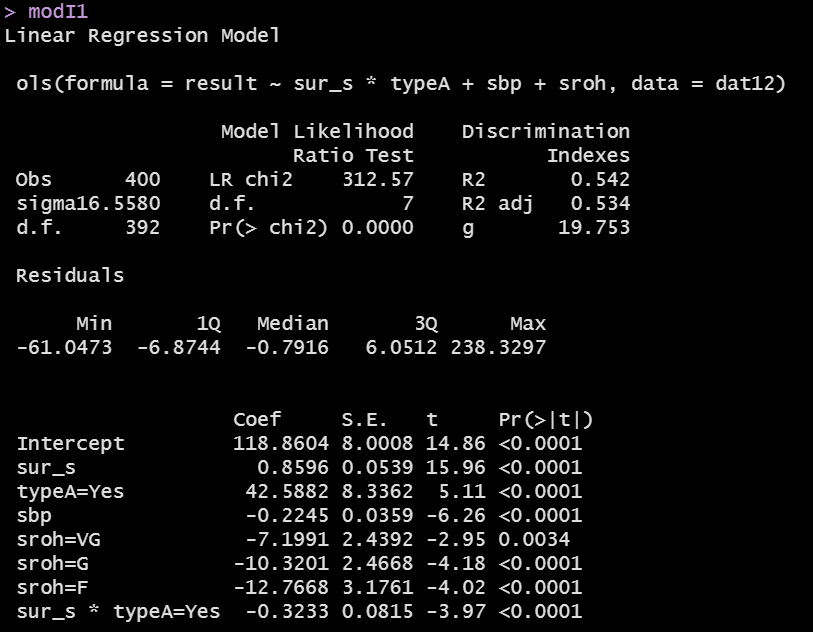 > modI1
Linear Regression Model
ols(formula = result ~ sur_s * typeA + sbp + sroh, data = dat12)
Model Likelihood Discrimination
Ratio Test Indexes
Obs 400 LR chi2 312.57 R2 0.542
sigma16.5580 d.f. 7 R2 adj 0.534
d.f. 392 Pr(> chi2) 0.0000 g 19.753
Residuals
Min 1Q Median 3Q Max
-61.0473 -6.8744 -0.7916 6.0512 238.3297
Coef S.E. t Pr(>|t|)
Intercept 118.8604 8.0008 14.86 <0.0001
sur_s 0.8596 0.0539 15.96 <0.0001
typeA=Yes 42.5882 8.3362 5.11 <0.0001
sbp -0.2245 0.0359 -6.26 <0.0001
sroh=VG -7.1991 2.4392 -2.95 0.0034
sroh=G -10.3201 2.4668 -4.18 <0.0001
sroh=F -12.7668 3.1761 -4.02 <0.0001
sur_s * typeA=Yes -0.3233 0.0815 -3.97 <0.0001